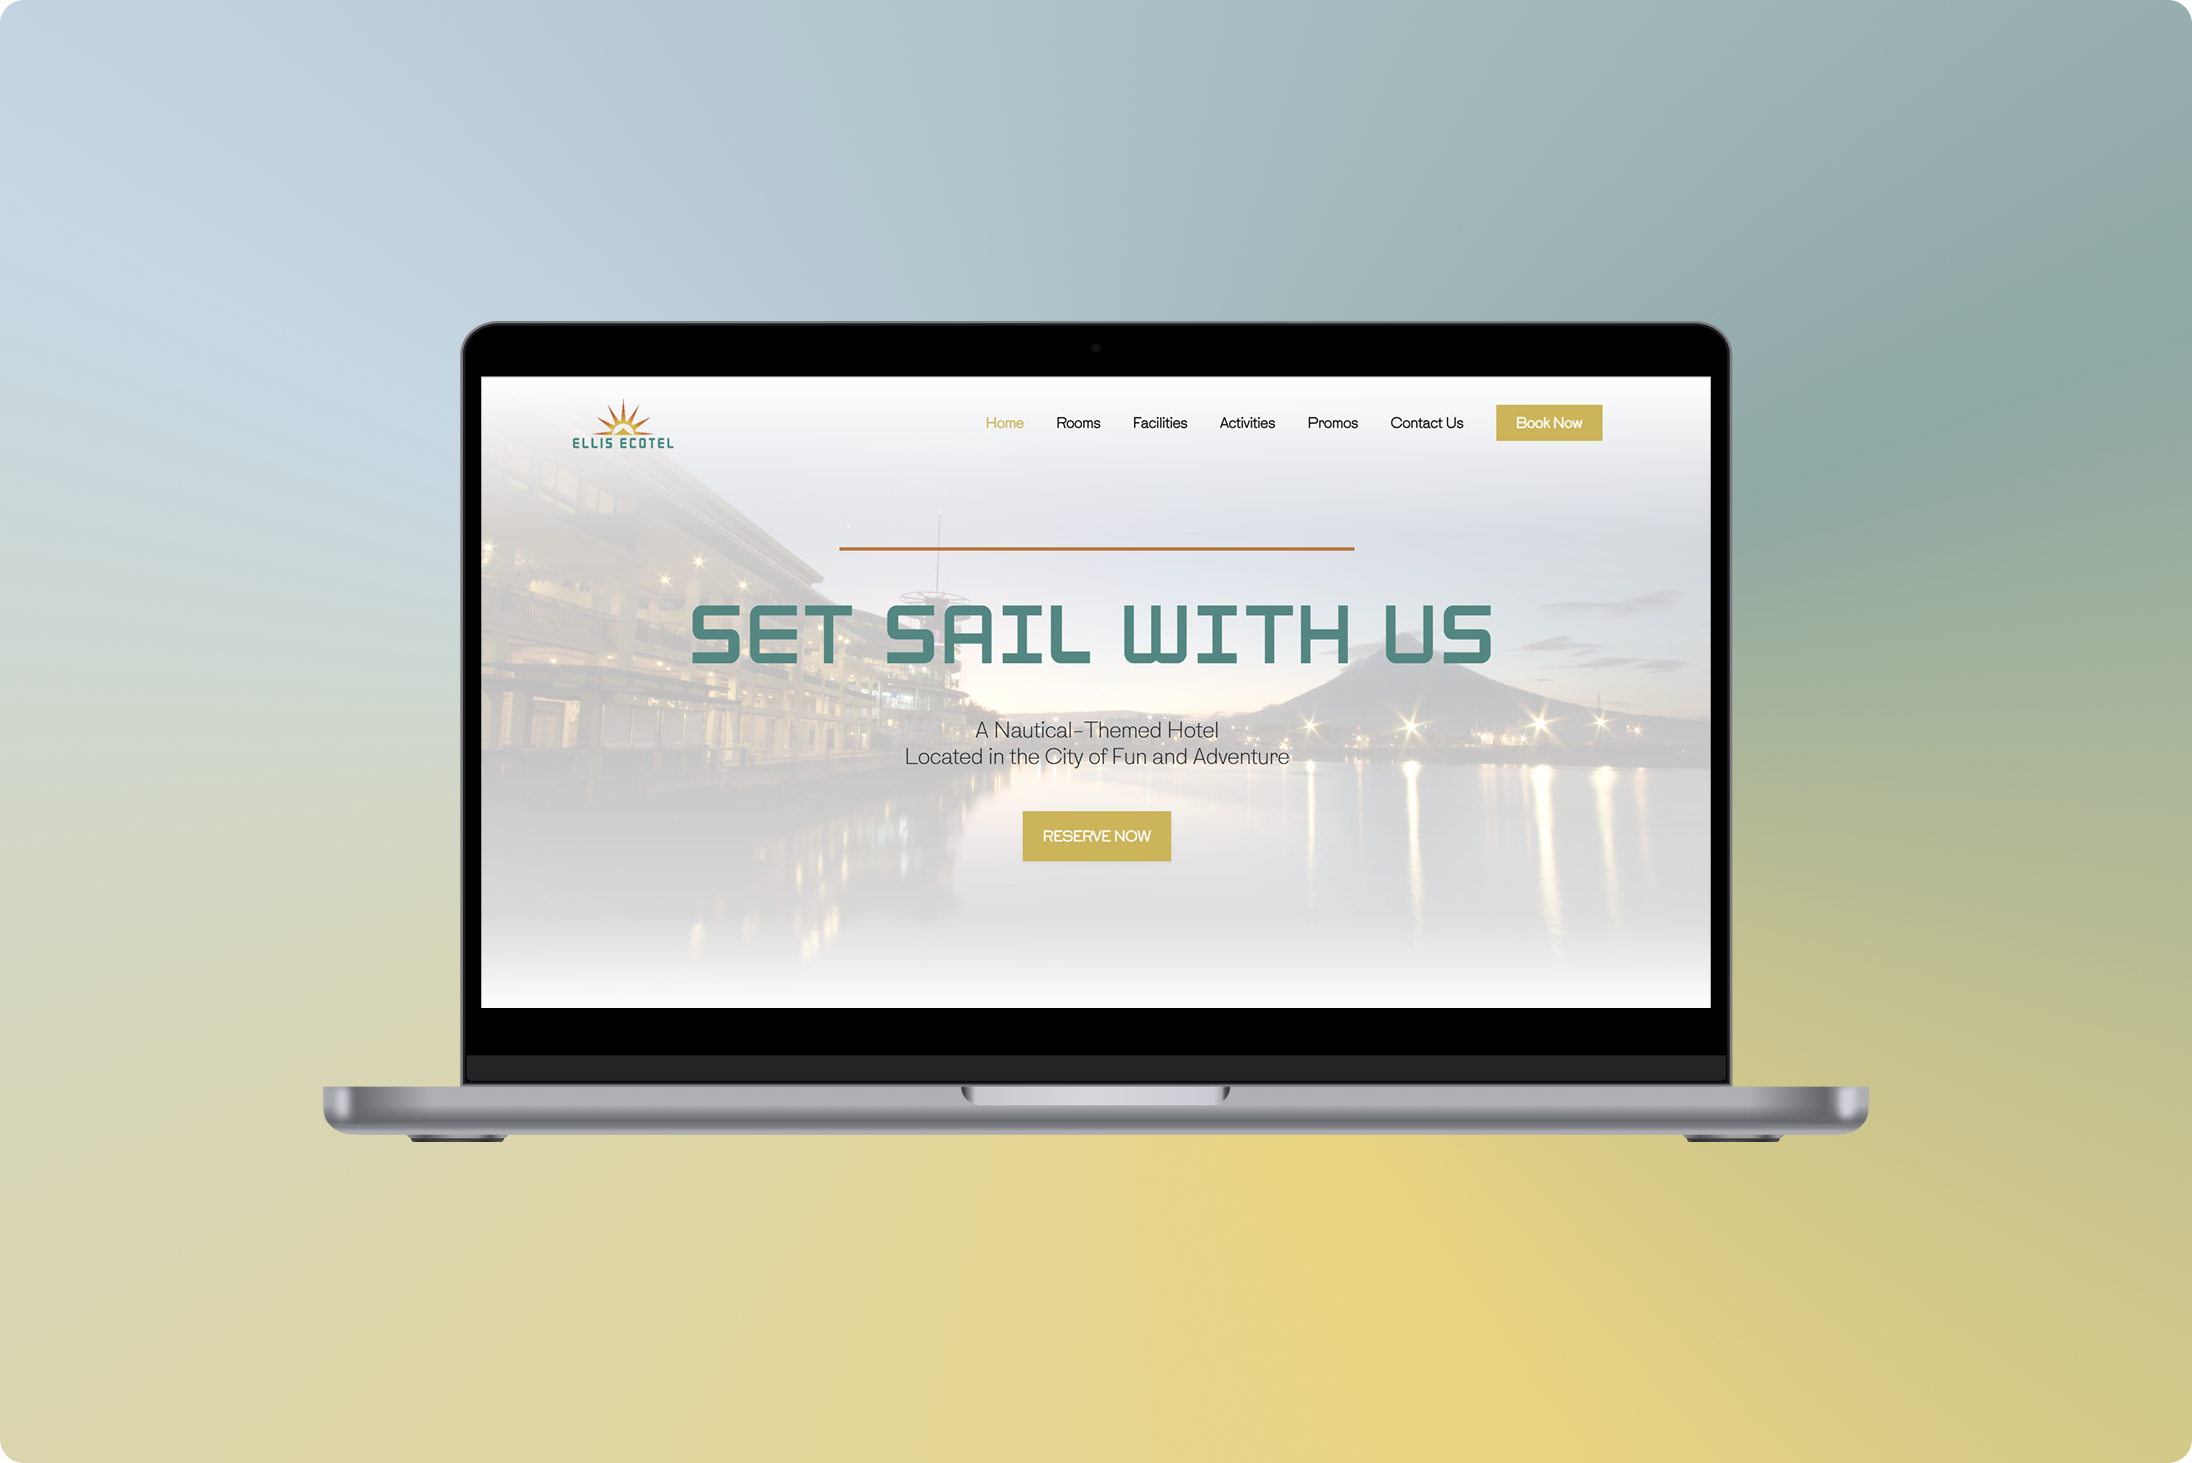 ELLIS ECOTEL
Home Rooms Facilities Activities Promos Contact Us Book Now
SET SAIL WITH US
A Nautical-Themed Hotel
Located in the City of Fun and Adventure
RESERVE NOW